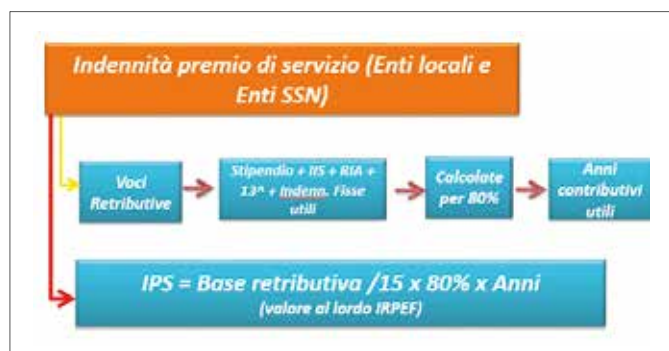 Indennità premio di servizio (Enti locali e
Enti SSN)
Voci
Retributive
Stipendio + IIS + RIA +
13^ + Indenn. Fisse
utili
Calcolate
per 80%
Anni
contributivi
utili
IPS = Base retributiva /15 x 80% x Anni
(valore al lordo IRPEF)